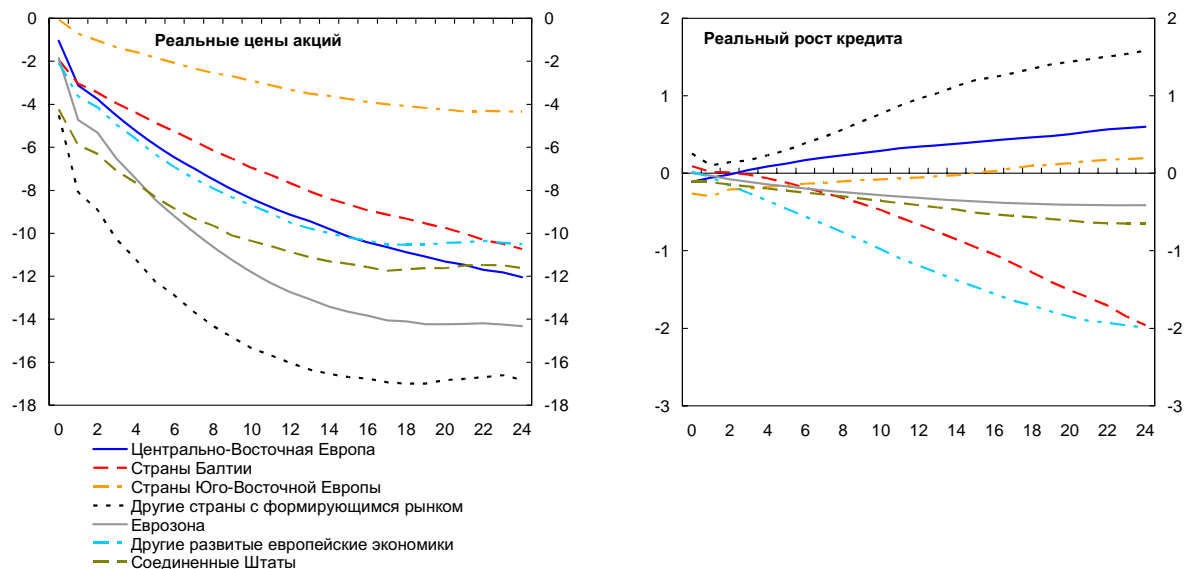 Реальные цены акций
0
-2
-4
-6
-8
-10
-12
-14
-16
-18
0
-2
-4
-6
-8
-10
-12
-14
-16
-18
0 2 4 6 8 10 12 14 16 18 20 22 24
Реальный рост кредита
2
1
0
-1
-2
-3
2
1
0
-1
-2
-3
0 2 4 6 8 10 12 14 16 18 20 22 24
Центрально-Восточная Европа
Страны Балтии
Страны Юго-Восточной Европы
Другие страны с формирующимся рынком
Еврозона
Другие развитые европейские экономики
Соединенные Штаты